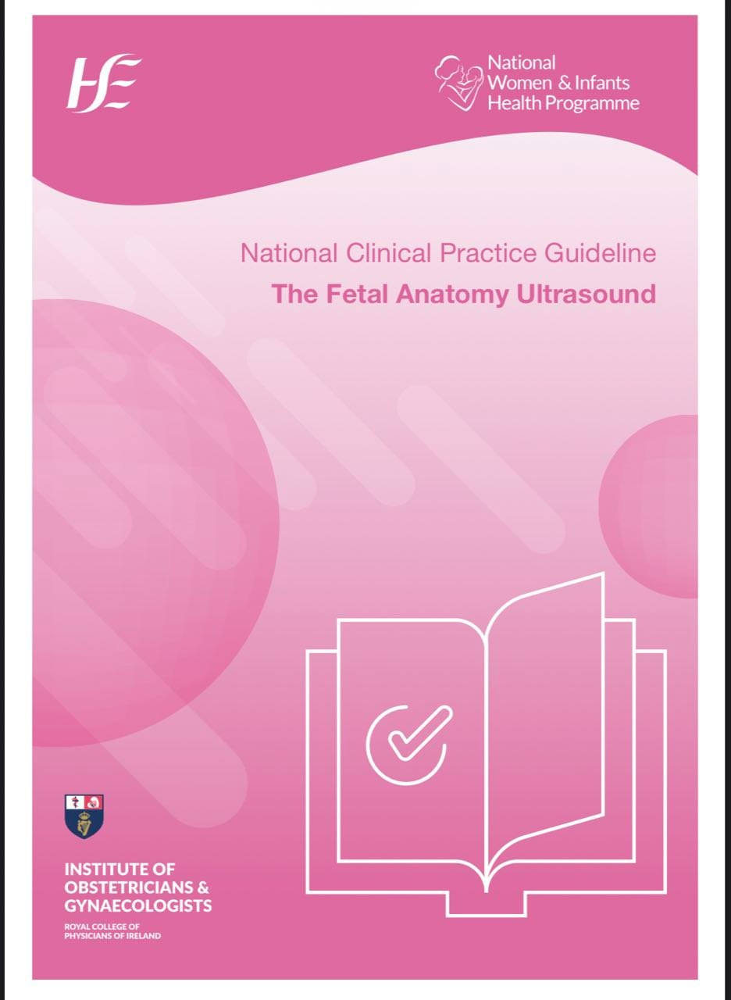 HSE
National
Women & Infants
Health Programme
National Clinical Practice Guideline
The Fetal Anatomy Ultrasound
INSTITUTE OF
OBSTETRICIANS &
GYNAECOLOGISTS
ROYAL COLLEGE OF
PHYSICIANS OF IRELAND